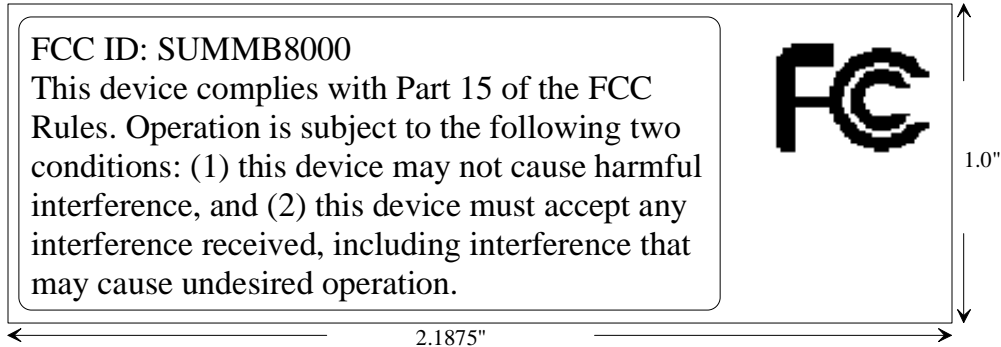 FCC ID: SUMMB8000
This device complies with Part 15 of the FCC
Rules. Operation is subject to the following two
conditions: (1) this device may not cause harmful
interference, and (2) this device must accept any
interference received, including interference that
may cause undesired operation.
FCC
1.0"
2.1875"